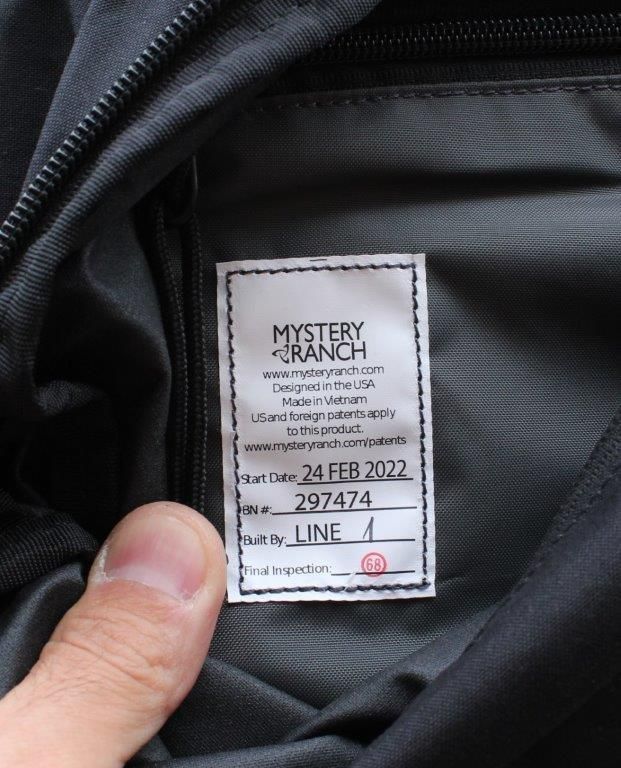 MYSTERY
RANCH
www.mysteryranch.com
Designed in the USA
Made in Vietnam
US and foreign patents apply
to this product.
www.mysteryranch.com/patents
Start Date: 24 FEB 2022
BN #: 297474
Built By: LINE 1
Final Inspection: 68